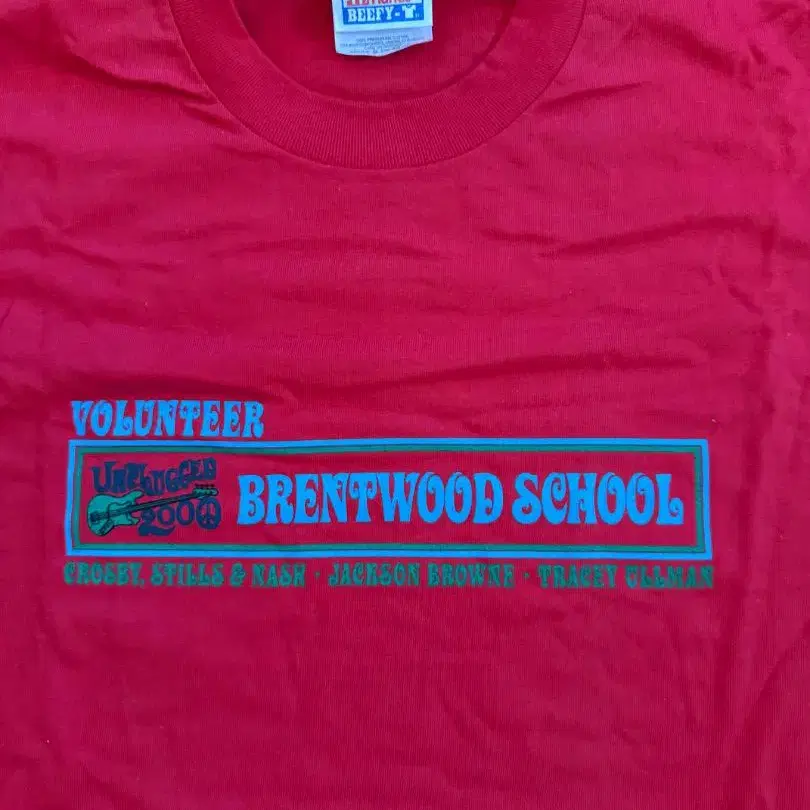 BEEFY-T
VOLUNTEER
UNPLUGGED
2000
BRENTWOOD SCHOOL
CROSBY, STILLS & NASH · JACKSON BROWNE · TRACEY ULLMAN